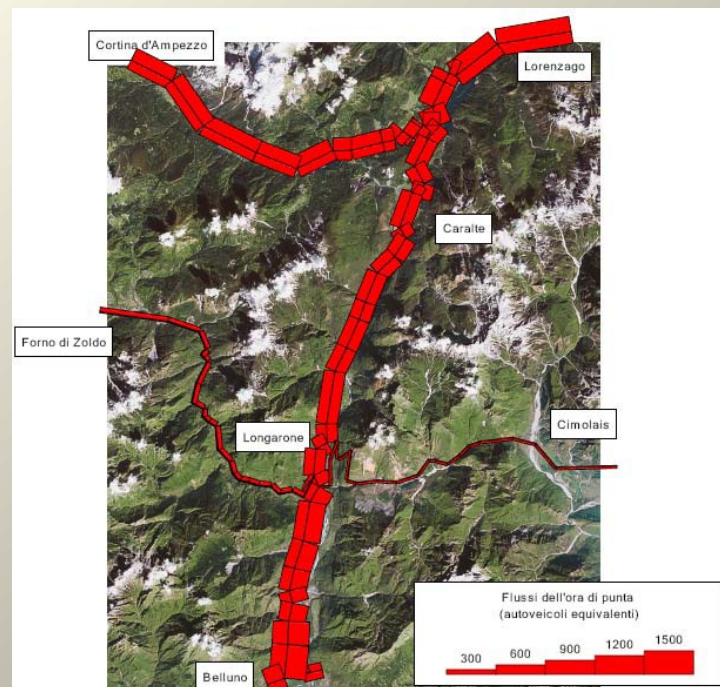 Cortina d'Ampezzo
Lorenzago
Caralte
Forno di Zoldo
Longarone
Cimolais
Belluno
Flussi dell'ora di punta
(autoveicoli equivalenti)
300 600 900 1200 1500